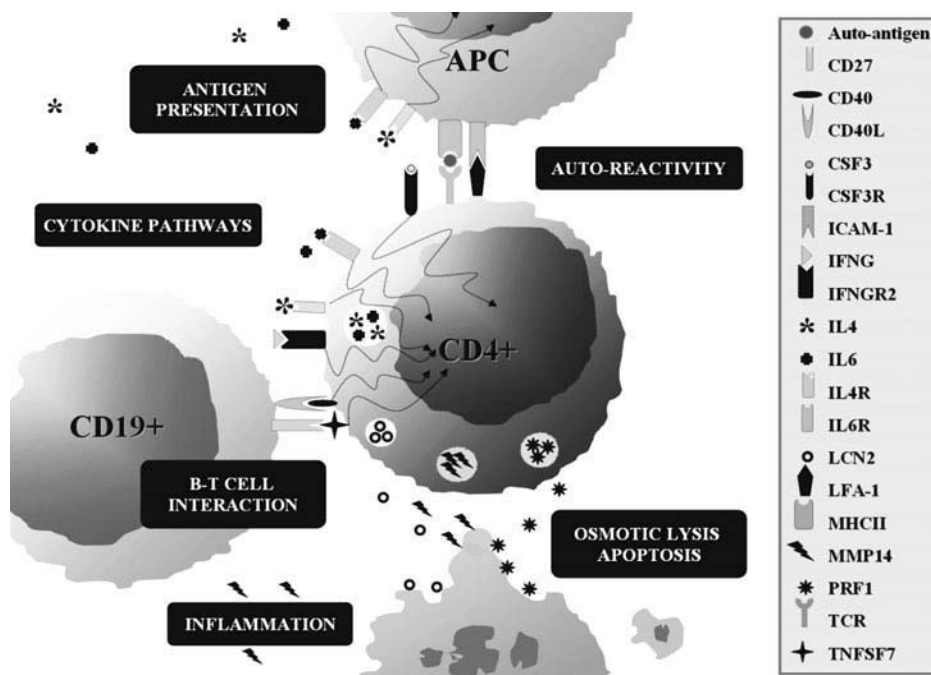 APC
ANTIGEN
PRESENTATION
AUTO-REACTIVITY
CYTOKINE PATHWAYS
CD4+
CD19+
B-T CELL
INTERACTION
OSMOTIC LYSIS
APOPTOSIS
INFLAMMATION
Auto-antigen
CD27
CD40
CD40L
CSF3
CSF3R
ICAM-1
IFNG
IFNGR2
IL4
IL6
IL4R
IL6R
LCN2
LFA-1
MHCII
MMP14
PRF1
TCR
TNFSF7